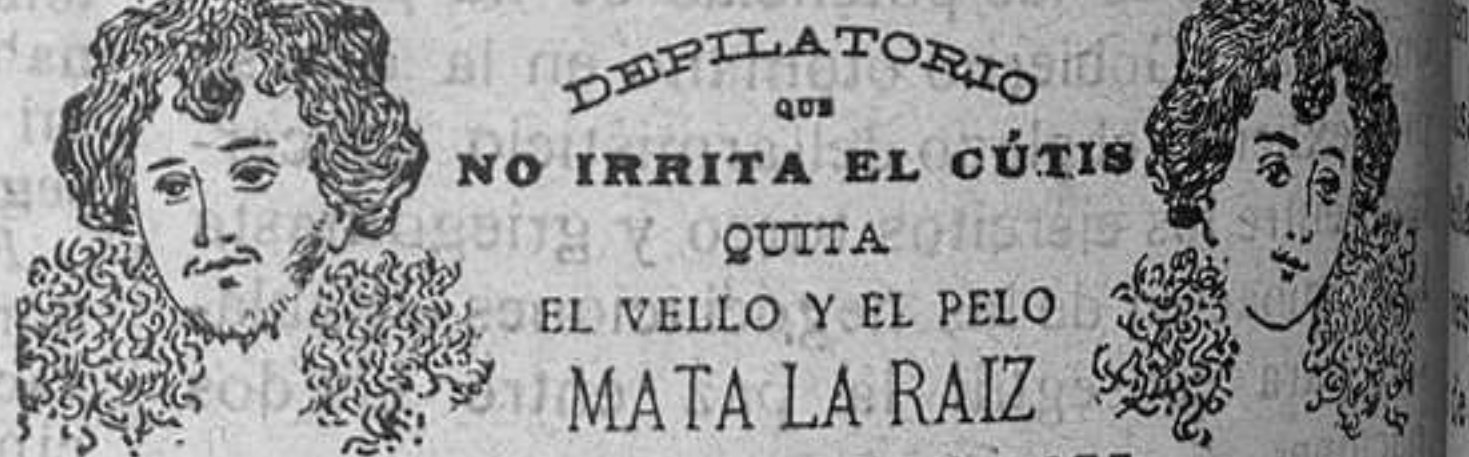 DEPILATORIO
QUE
NO IRRITA EL CÚTIS
QUITA
EL VELLO Y EL PELO
MATA LA RAIZ